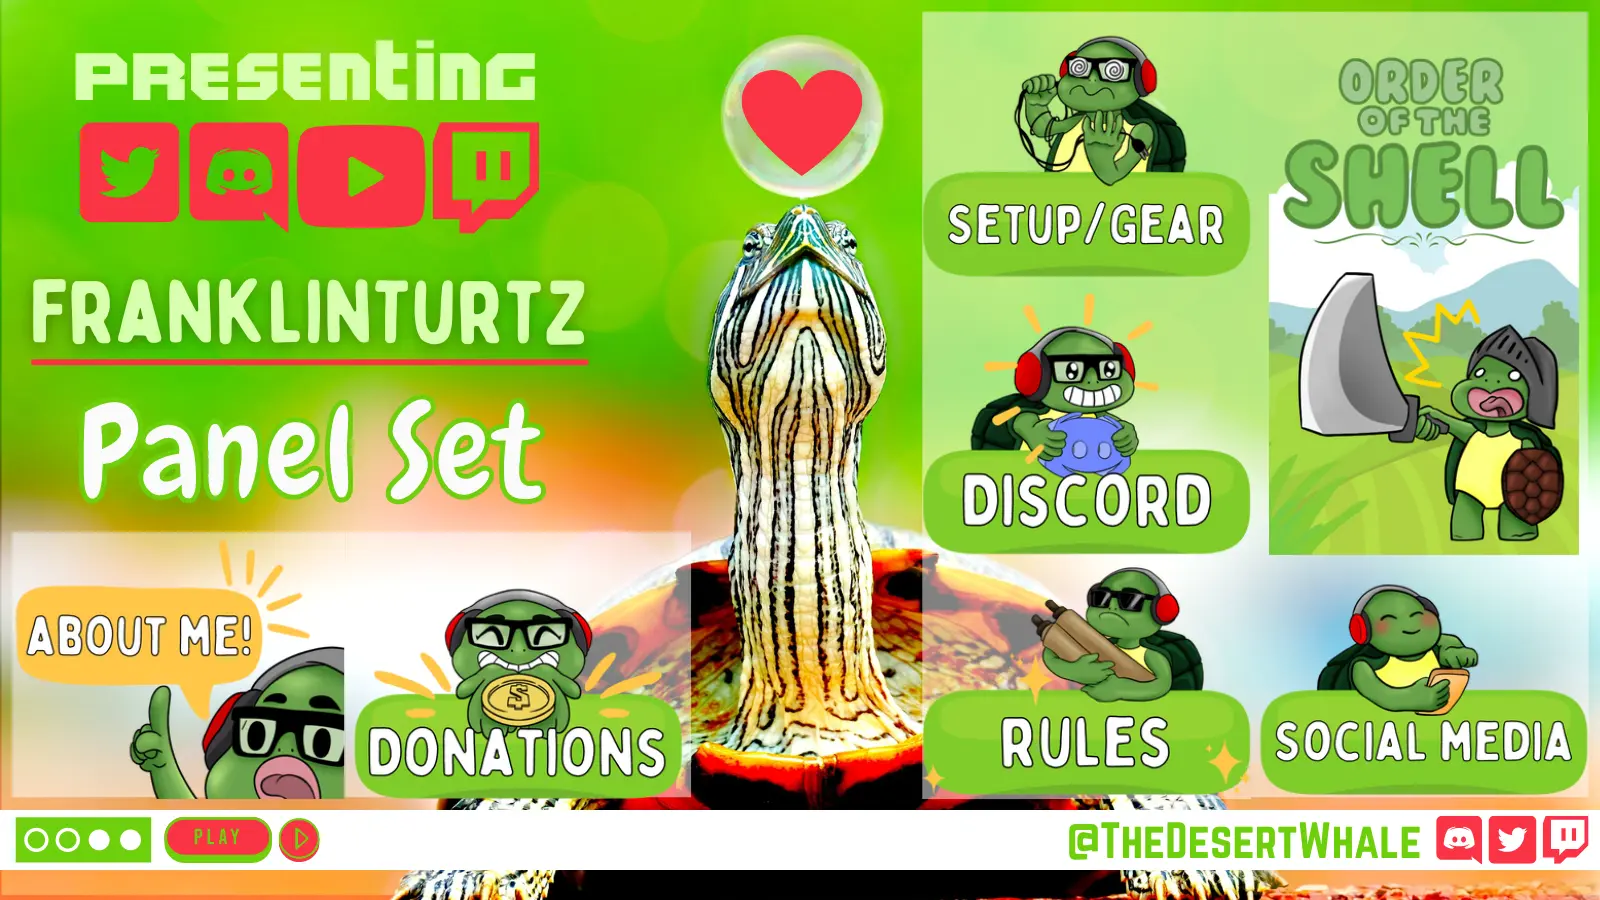 PRESENTING
FRANKLINTURTZ
Panel Set
ABOUT ME!
$
DONATIONS
SETUP/GEAR
DISCORD
RULES
ORDER
OF THE
SHELL
SOCIAL MEDIA
PLAY
@THEDESERTWHALE